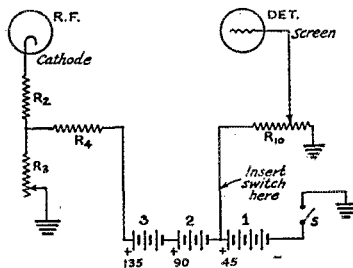 R.F.
Cathode
DET.
Screen
R2
R3
R4
R10
Insert
switch
here
S
3
2
1
+
135
+
90
+
45
-